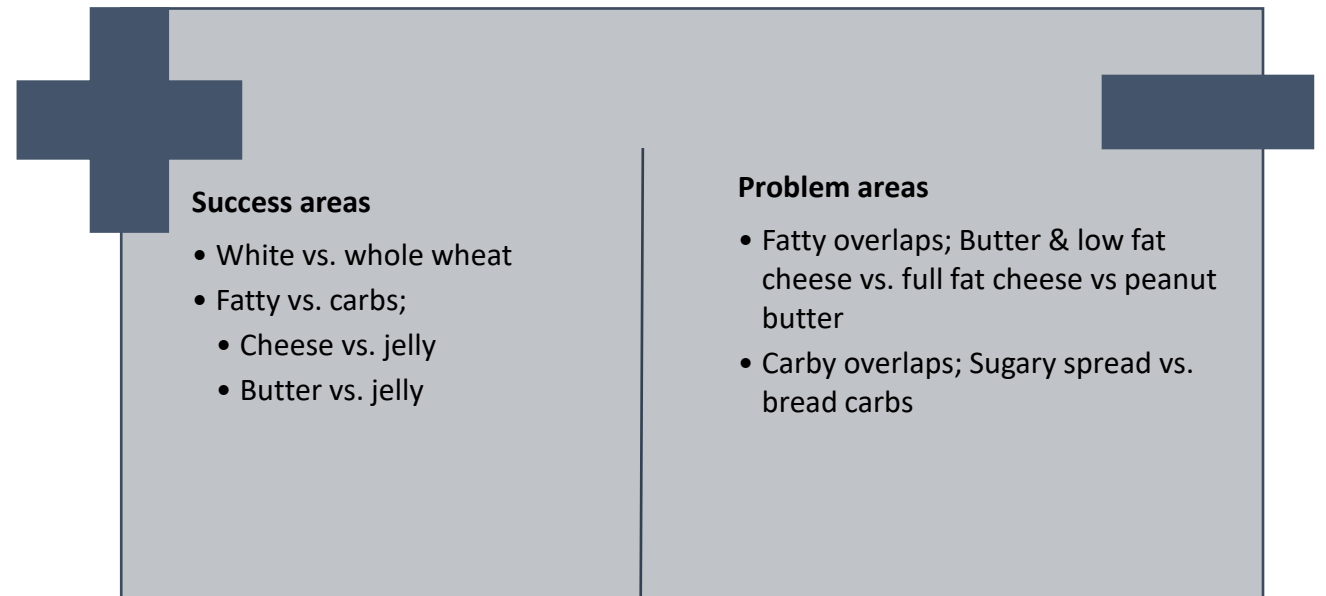 Success areas
• White vs. whole wheat
• Fatty vs. carbs;
• Cheese vs. jelly
• Butter vs. jelly
Problem areas
• Fatty overlaps; Butter & low fat
cheese vs. full fat cheese vs peanut
butter
• Carby overlaps; Sugary spread vs.
bread carbs